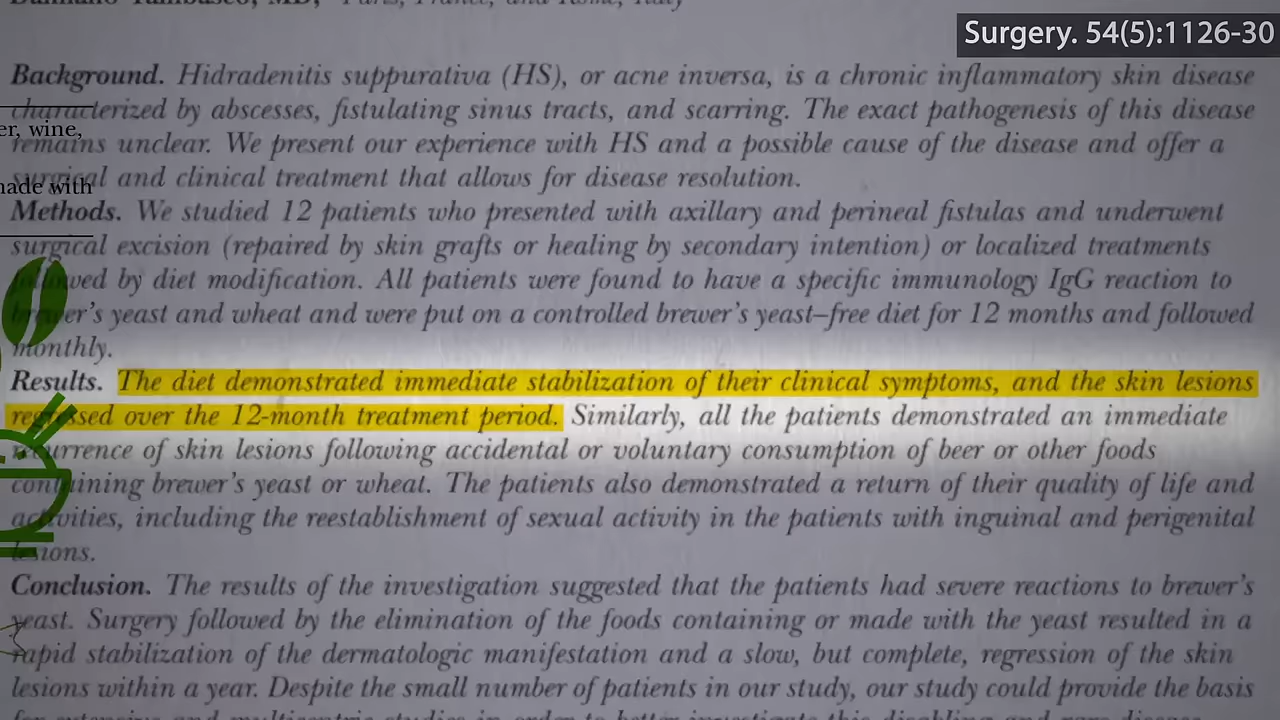 Surgery. 54(5):1126-30
Background. Hidradenitis suppurativa (HS), or acne inversa, is a chronic inflammatory skin disease
characterized by abscesses, fistulating sinus tracts, and scarring. The exact pathogenesis of this disease
er, wine,
remains unclear. We present our experience with HS and a possible cause of the disease and offer a
surgical and clinical treatment that allows for disease resolution.
made with
Methods. We studied 12 patients who presented with axillary and perineal fistulas and underwent
surgical excision (repaired by skin grafts or healing by secondary intention) or localized treatments
followed by diet modification. All patients were found to have a specific immunology IgG reaction to
brewer's yeast and wheat and were put on a controlled brewer's yeast–free diet for 12 months and followed
monthly.
Results. The diet demonstrated immediate stabilization of their clinical symptoms, and the skin lesions
regressed over the 12-month treatment period. Similarly, all the patients demonstrated an immediate
recurrence of skin lesions following accidental or voluntary consumption of beer or other foods
containing brewer's yeast or wheat. The patients also demonstrated a return of their quality of life and
activities, including the reestablishment of sexual activity in the patients with inguinal and perigenital
lesions.
Conclusion. The results of the investigation suggested that the patients had severe reactions to brewer's
yeast. Surgery followed by the elimination of the foods containing or made with the yeast resulted in a
rapid stabilization of the dermatologic manifestation and a slow, but complete, regression of the skin
lesions within a year. Despite the small number of patients in our study, our study could provide the basis